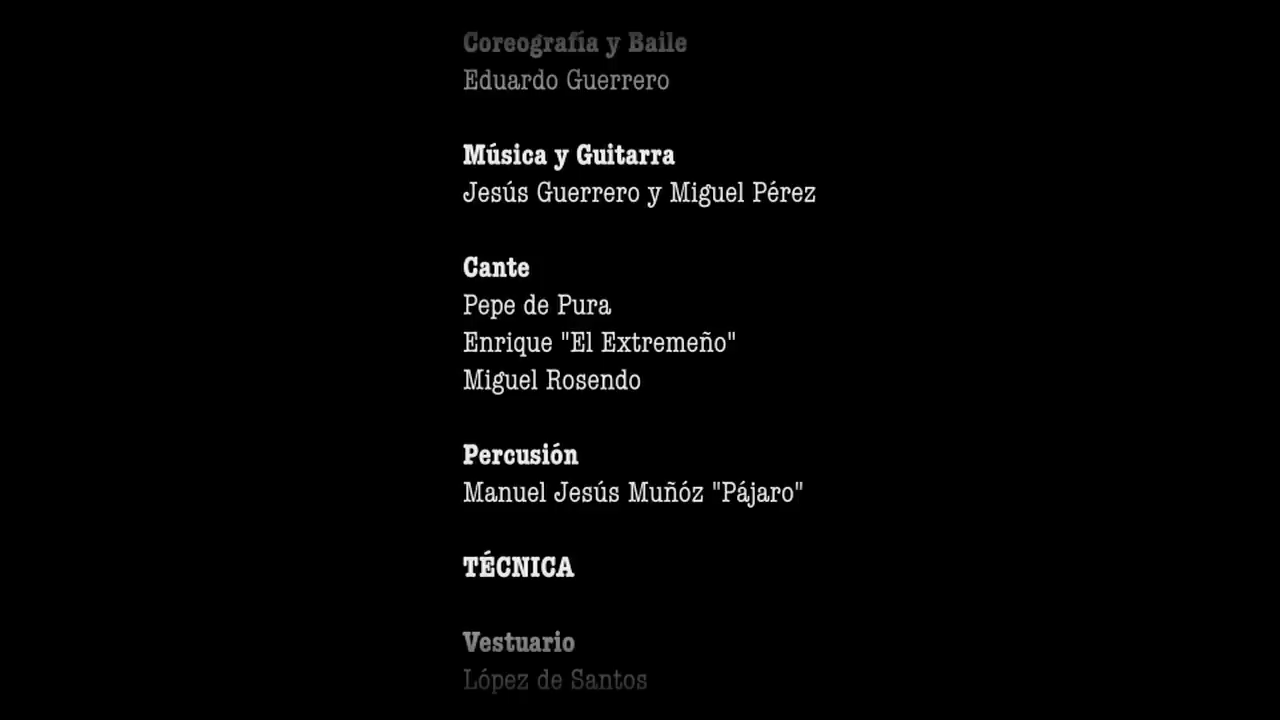 Coreografía y Baile
Eduardo Guerrero
Música y Guitarra
Jesús Guerrero y Miguel Pérez
Cante
Pepe de Pura
Enrique "El Extremeño"
Miguel Rosendo
Percusión
Manuel Jesús Muñóz "Pájaro"
TÉCNICA
Vestuario
López de Santos